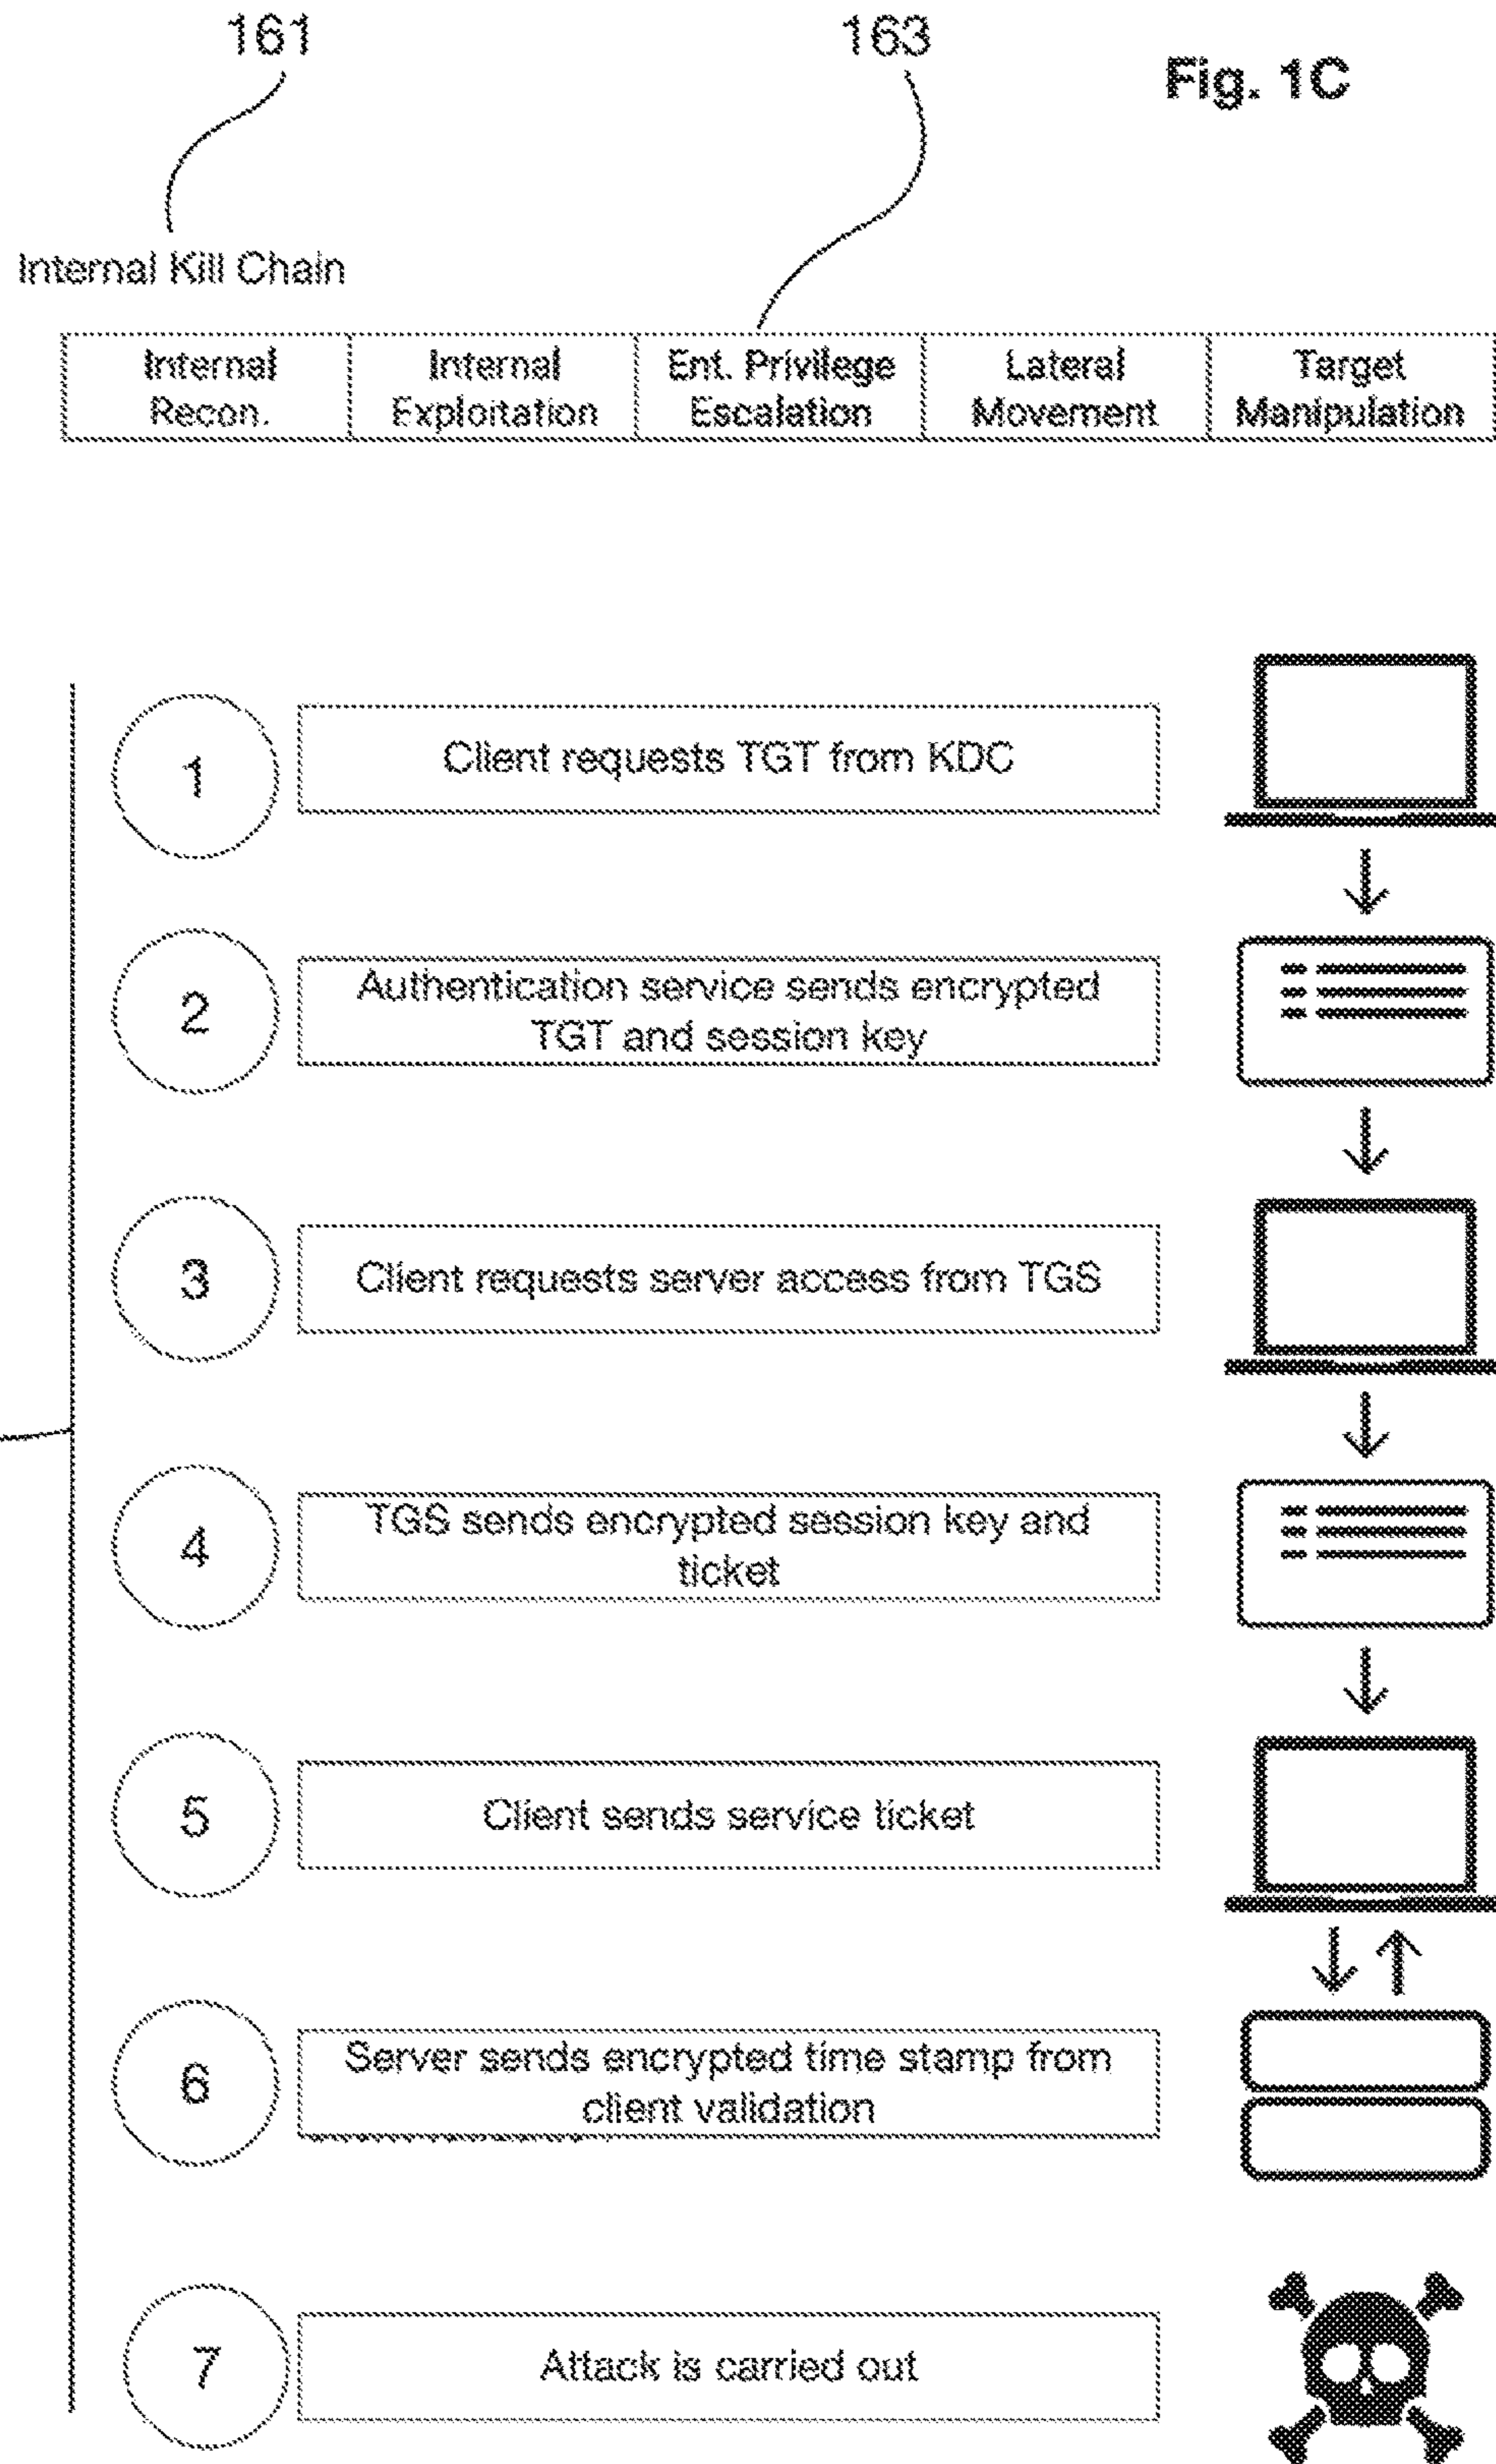 161
163
Fig. 1C
Internal Kill Chain
Internal
Recon.
Internal
Exploitation
Ent. Privilege
Escalation
Lateral
Movement
Target
Manipulation
1
Client requests TGT from KDC
2
Authentication service sends encrypted
TGT and session key
3
Client requests server access from TGS
4
TGS sends encrypted session key and
ticket
5
Client sends service ticket
6
Server sends encrypted time stamp from
client validation
7
Attack is carried out